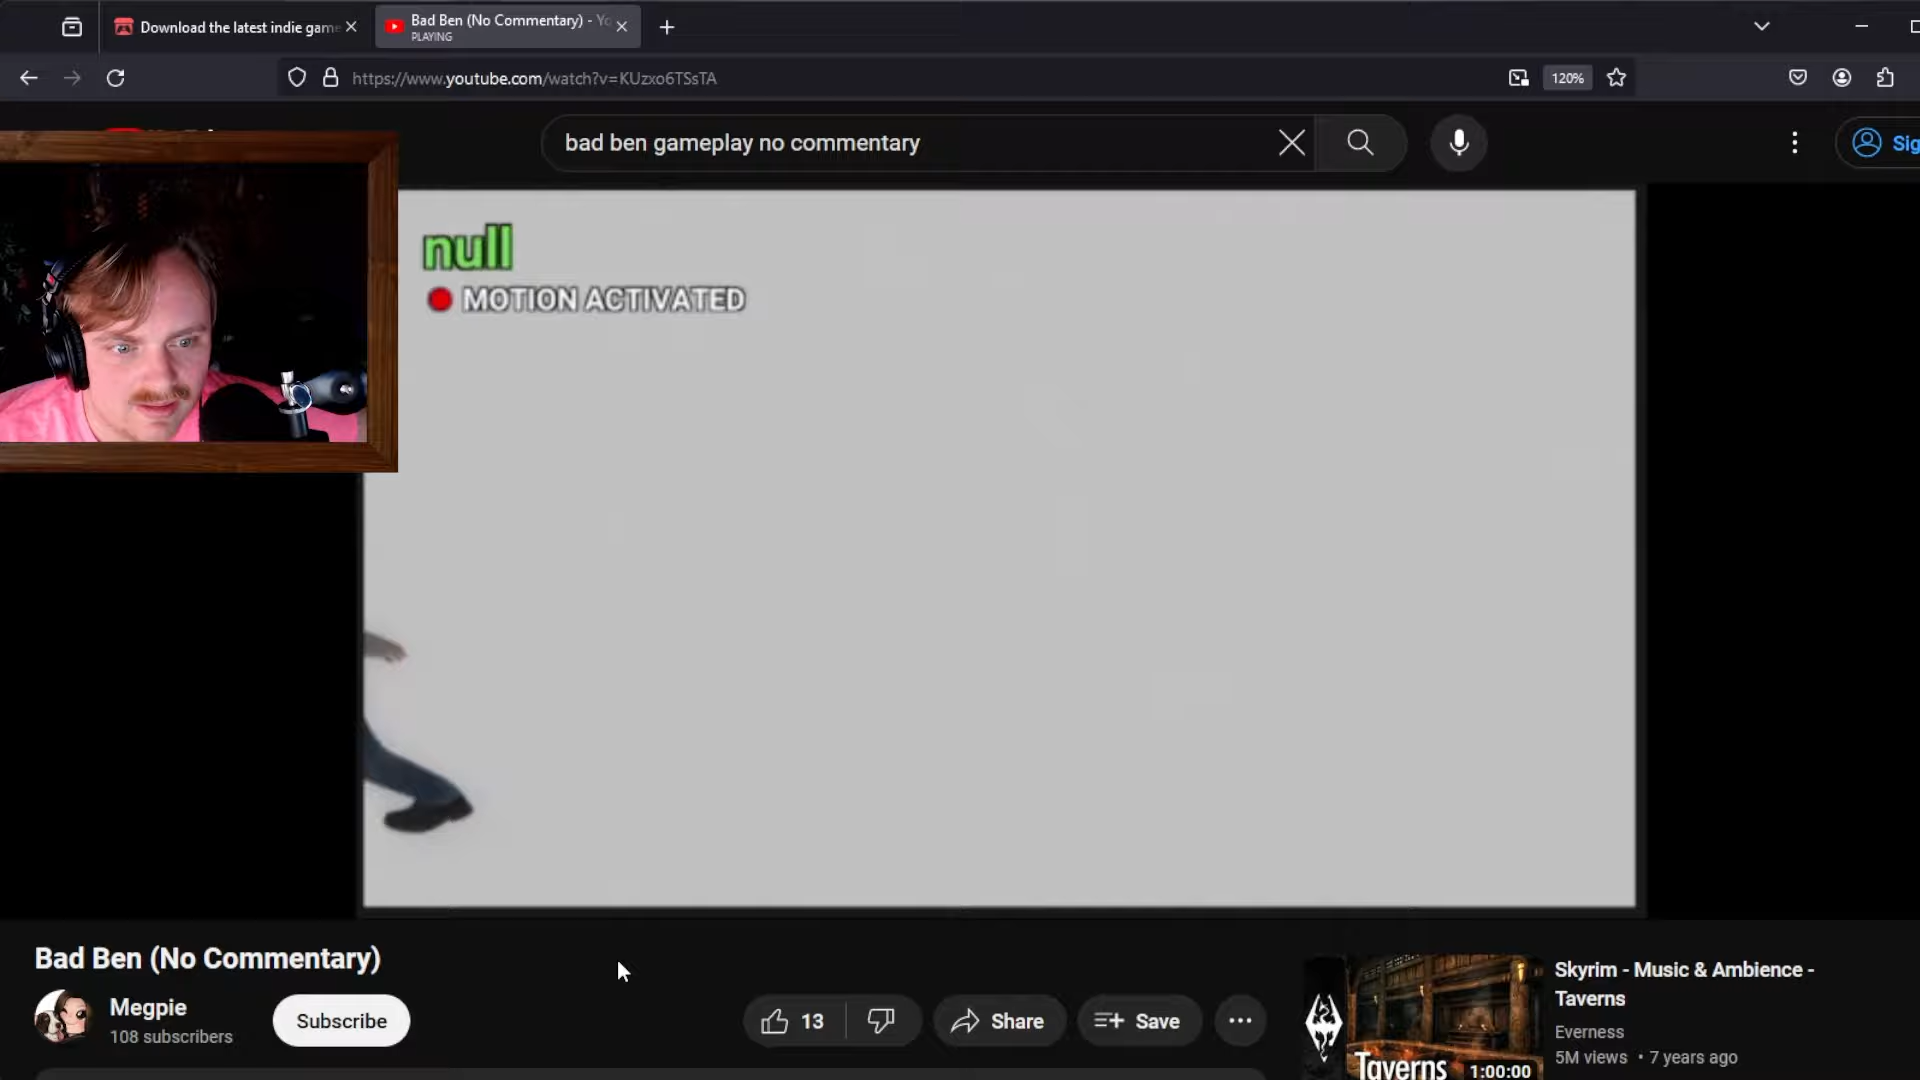 Download the latest indie game
Bad Ben (No Commentary) - Yo
PLAYING
https://www.youtube.com/watch?v=KUzxo6TSsTA
120%
bad ben gameplay no commentary
Sig
null
MOTION ACTIVATED
Bad Ben (No Commentary)
Megpie
108 subscribers
Subscribe
13
Share
Save
Skyrim - Music & Ambience -
Taverns
Everness
5M views • 7 years ago
Taverns
1:00:00